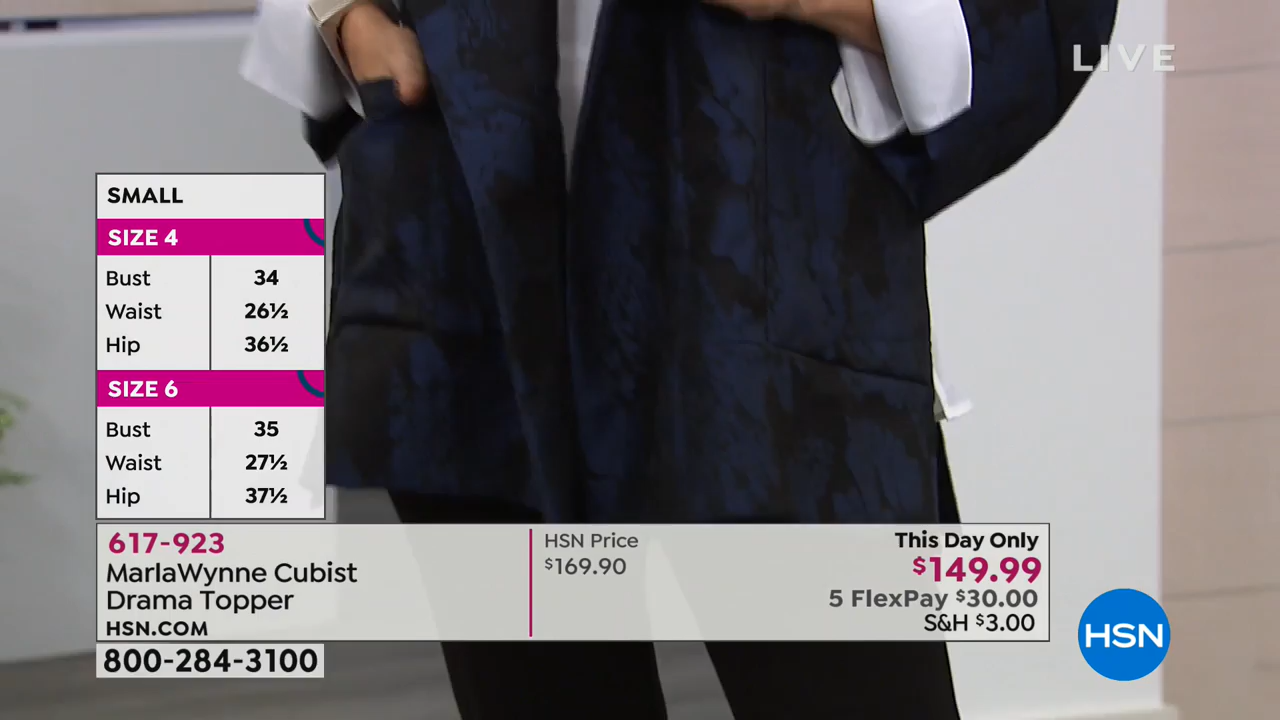 LIVE
SMALL
SIZE 4
Bust 34
Waist 26½
Hip 36½
SIZE 6
Bust 35
Waist 27½
Hip 37½
617-923
MarlaWynne Cubist
Drama Topper
HSN.COM
HSN Price
$169.90
This Day Only
$149.99
5 FlexPay $30.00
S&H $3.00
800-284-3100
HSN